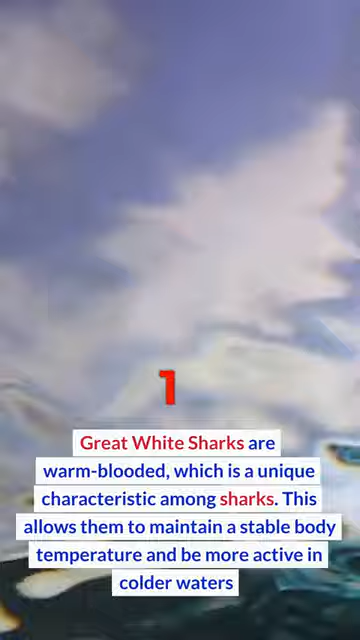 1
Great White Sharks are
warm-blooded, which is a unique
characteristic among sharks. This
allows them to maintain a stable body
temperature and be more active in
colder waters